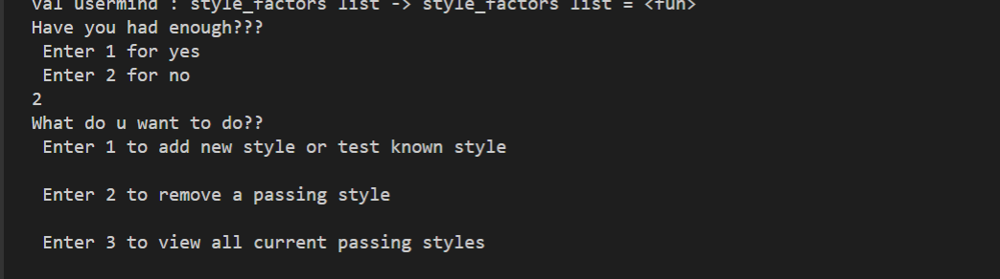 val usermind : style_factors list -> style_factors list = <fun>
Have you had enough???
Enter 1 for yes
Enter 2 for no
2
What do u want to do??
Enter 1 to add new style or test known style
Enter 2 to remove a passing style
Enter 3 to view all current passing styles